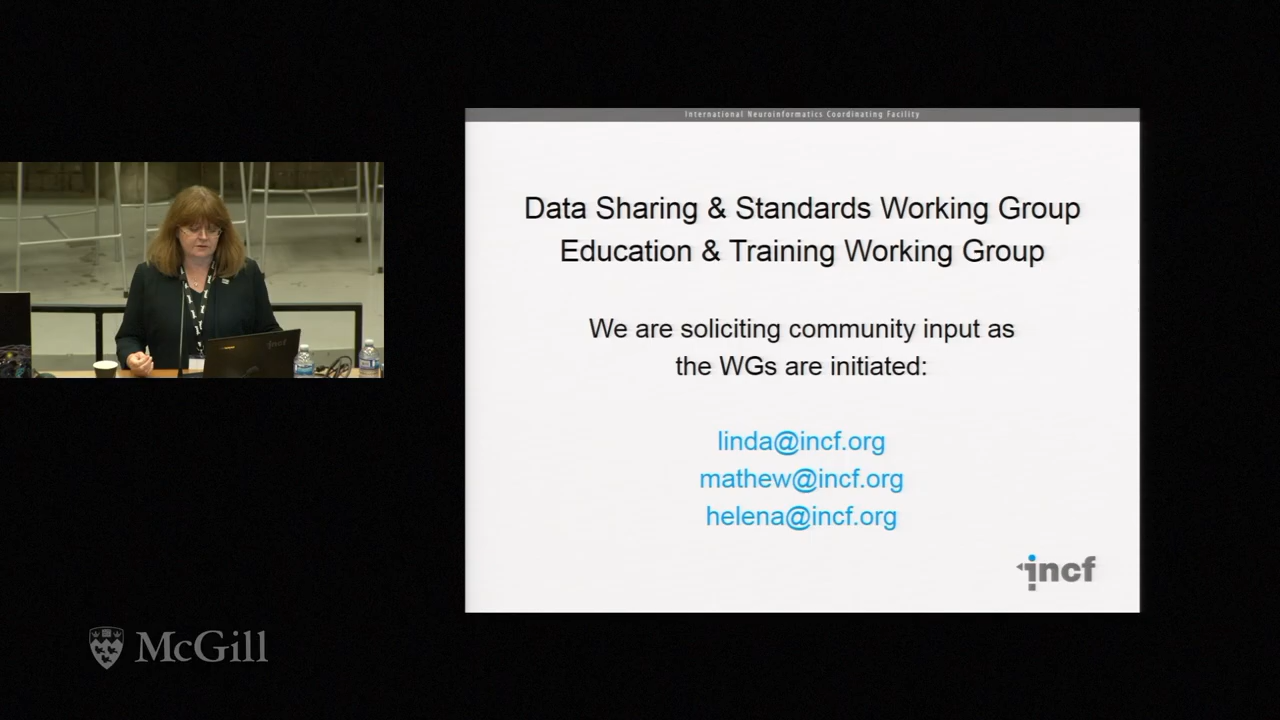 International Neuroinformatics Coordinating Facility
Data Sharing & Standards Working Group
Education & Training Working Group
We are soliciting community input as
the WGs are initiated:
linda@incf.org
mathew@incf.org
helena@incf.org
incf
incf
McGill